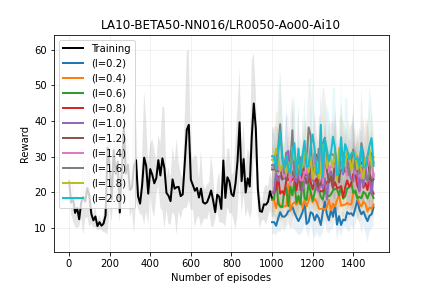 LA10-BETA50-NN016/LR0050-Ao00-Ai10
Reward
60
50
40
30
20
10
Training
(l=0.2)
(l=0.4)
(l=0.6)
(l=0.8)
(l=1.0)
(l=1.2)
(l=1.4)
(l=1.6)
(l=1.8)
(l=2.0)
0 200 400 600 800 1000 1200 1400
Number of episodes